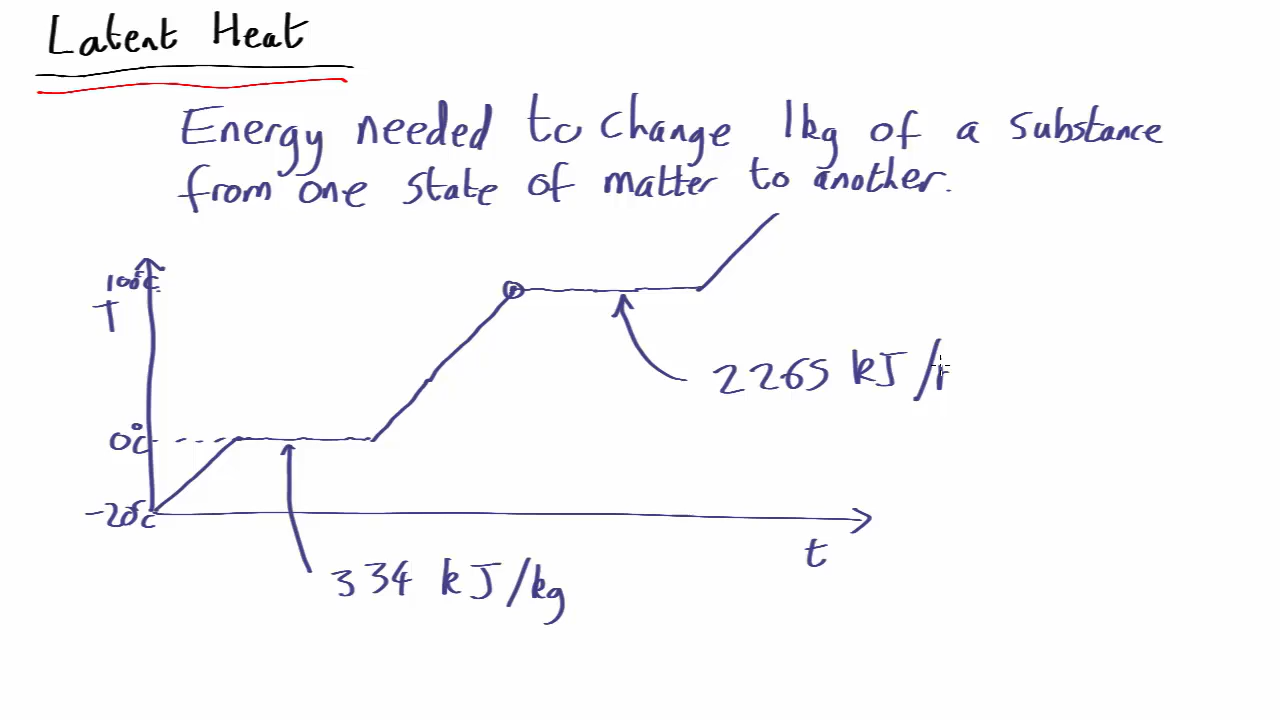 Latent Heat
Energy needed to change 1kg of a substance
from one state of matter to another.
100°C
T
2265 kJ/
0°C
-20°C
t
334 kJ/kg